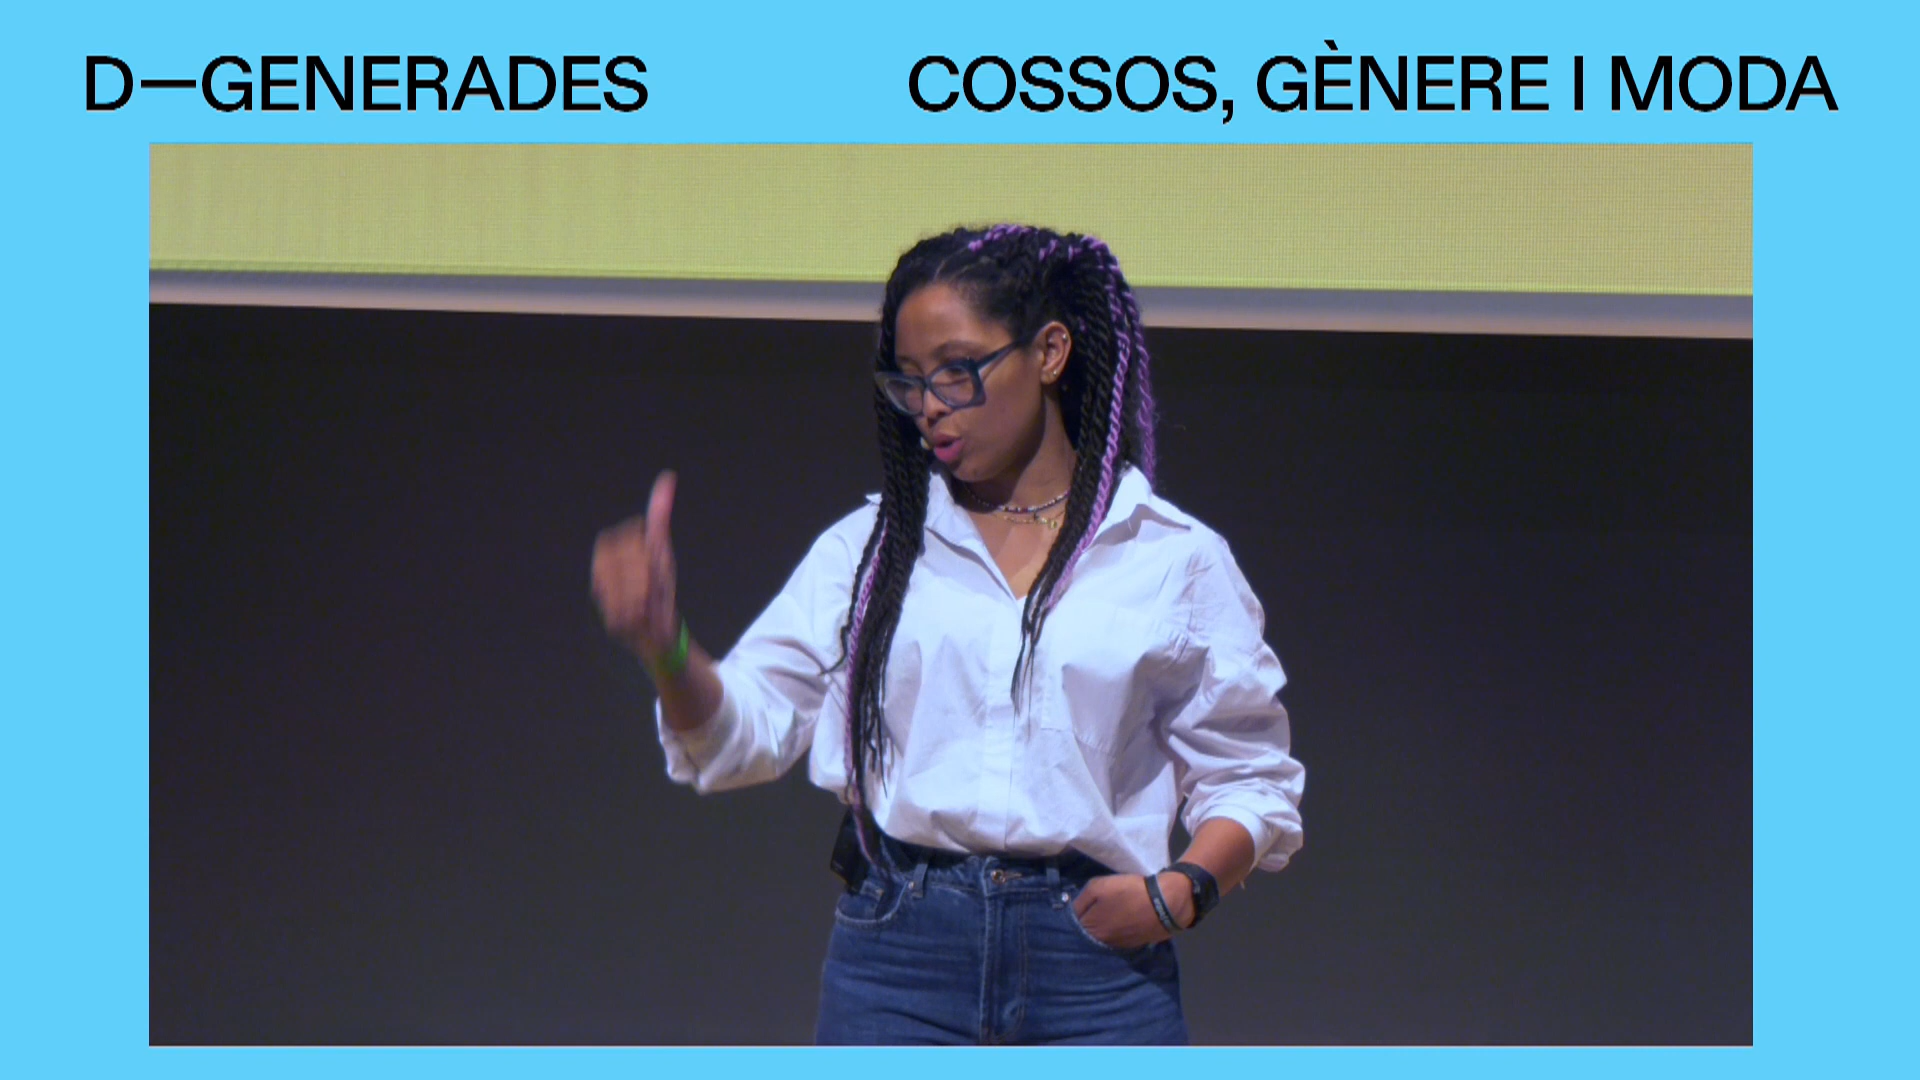 D—GENERADES
COSSOS, GÈNERE I MODA